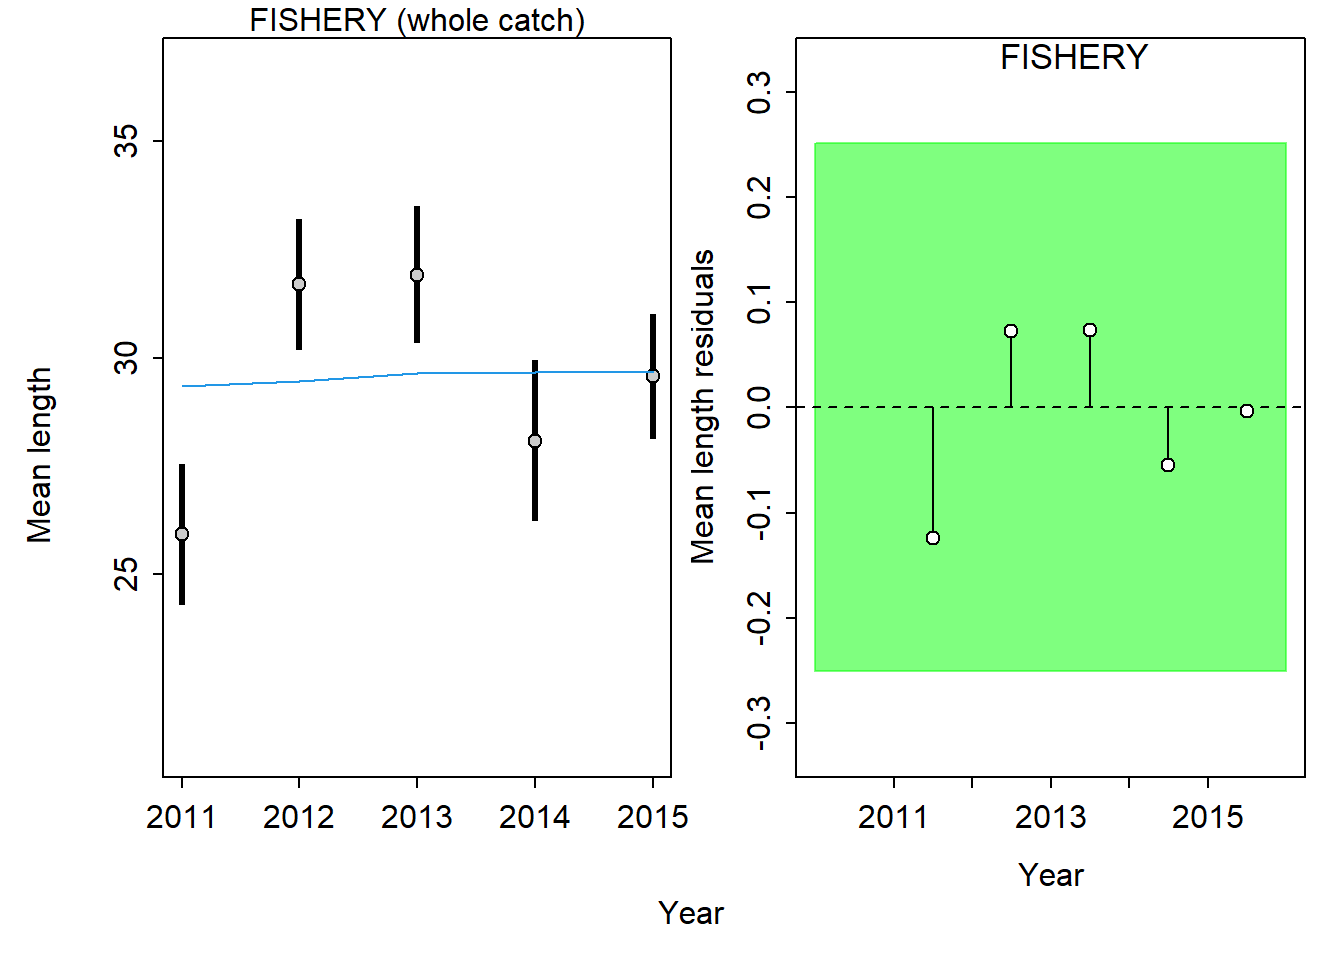 FISHERY (whole catch)
Mean length
35
30
25
2011 2012 2013 2014 2015
Year
FISHERY
Mean length residuals
0.3
0.2
0.1
0.0
-0.1
-0.2
-0.3
2011 2013 2015
Year